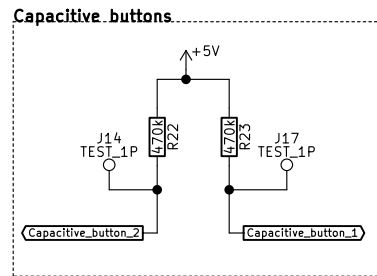 Capacitive buttons
+5V
J14
TEST_1P
470k
R22
470k
R23
J17
TEST_1P
Capacitive_button_2
Capacitive_button_1